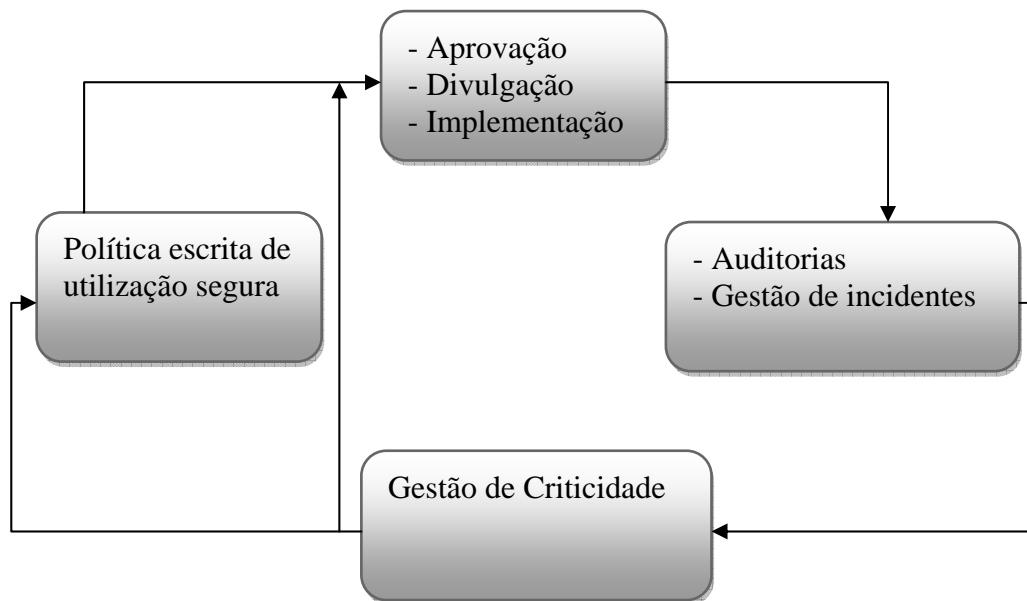 - Aprovação
- Divulgação
- Implementação
Política escrita de
utilização segura
- Auditorias
- Gestão de incidentes
Gestão de Criticidade